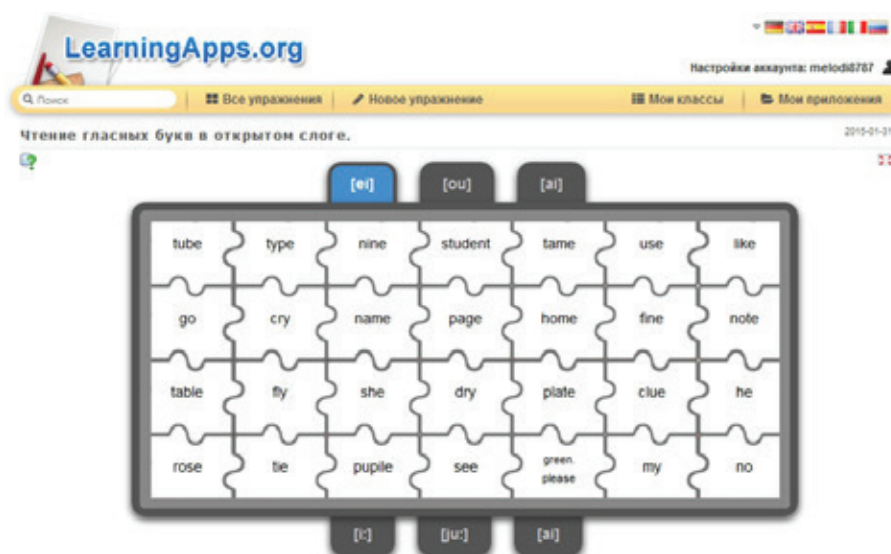 LearningApps.org
Настройки аккаунта: melodi8787
Поиск
Все упражнения
Новое упражнение
Мои классы
Мои приложения
Чтение гласных букв в открытом слоге.
2015-01-31
[ei] [ou] [ai]
tube type nine student tame use like
go cry name page home fine note
table fly she dry plate clue he
rose tie pupile see green. please my no
[i:] [ju:] [ai]